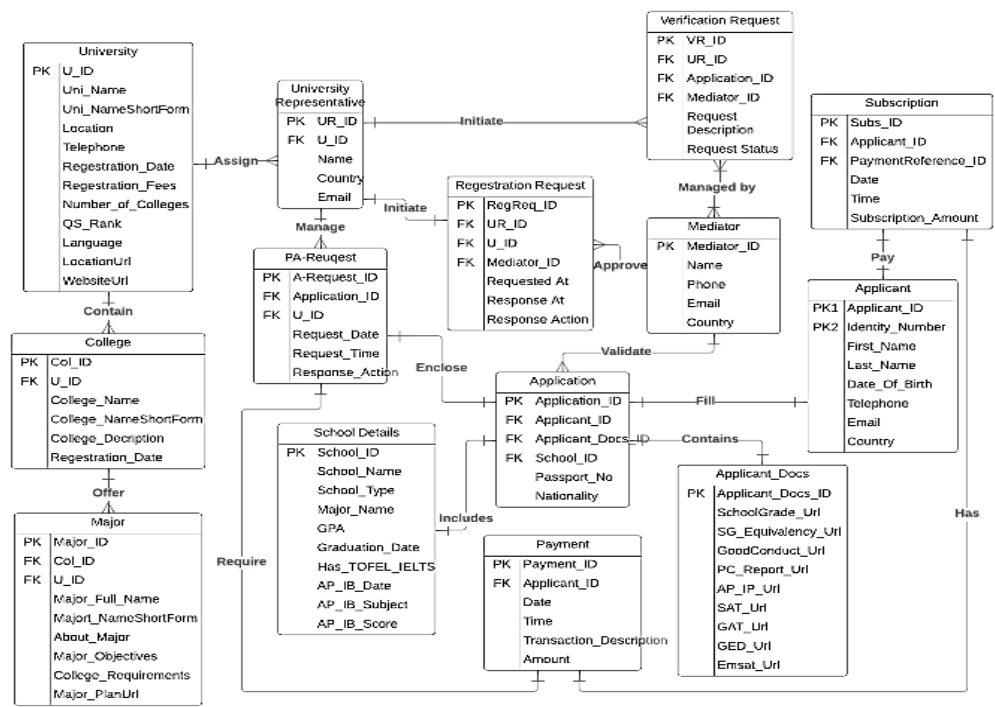 University
PK U_ID
Uni_Name
Uni_NameShortForm
Location
Telephone
Regestration_Date
Regestration_Fees
Number_of_Colleges
QS_Rank
Language
LocationUrl
WebsiteUrl
Assign
Contain
College
PK Col_ID
FK U_ID
College_Name
College_NameShortForm
College_Decription
Regestration_Date
Offer
Major
PK Major_ID
FK Col_ID
FK U_ID
Major_Full_Name
Majort_NameShortForm
About_Major
Major_Objectives
College_Requirements
Major_PlanUrl
University
Representative
PK UR_ID
FK U_ID
Name
Country
Email
Initiate
Initiate
Manage
PA-Reuqest
PK A-Request_ID
FK Application_ID
FK U_ID
Request_Date
Request_Time
Response_Action
Enclose
Require
School Details
PK School_ID
School_Name
School_Type
Major_Name
GPA
Graduation_Date
Has_TOFEL_IELTS
AP_IB_Date
AP_IB_Subject
AP_IB_Score
Includes
Regestration Request
PK RegReq_ID
FK UR_ID
FK U_ID
FK Mediator_ID
Requested At
Response At
Response Action
Approve
Verification Request
PK VR_ID
FK UR_ID
FK Application_ID
FK Mediator_ID
Request
Description
Request Status
Managed by
Mediator
PK Mediator_ID
Name
Phone
Email
Country
Validate
Application
PK Application_ID
FK Applicant_ID
FK Applicant_Docs_ID
FK School_ID
Passport_No
Nationality
Fill
Contains
Payment
PK Payment_ID
FK Applicant_ID
Date
Time
Transaction_Description
Amount
Applicant_Docs
PK Applicant_Docs_ID
SchoolGrade_Url
SG_Equivalency_Url
GoodConduct_Url
PC_Report_Url
AP_IP_Url
SAT_Url
GAT_Url
GED_Url
Emsat_Url
Subscription
PK Subs_ID
FK Applicant_ID
FK PaymentReference_ID
Date
Time
Subscription_Amount
Pay
Applicant
PK1 Applicant_ID
PK2 Identity_Number
First_Name
Last_Name
Date_Of_Birth
Telephone
Email
Country
Has